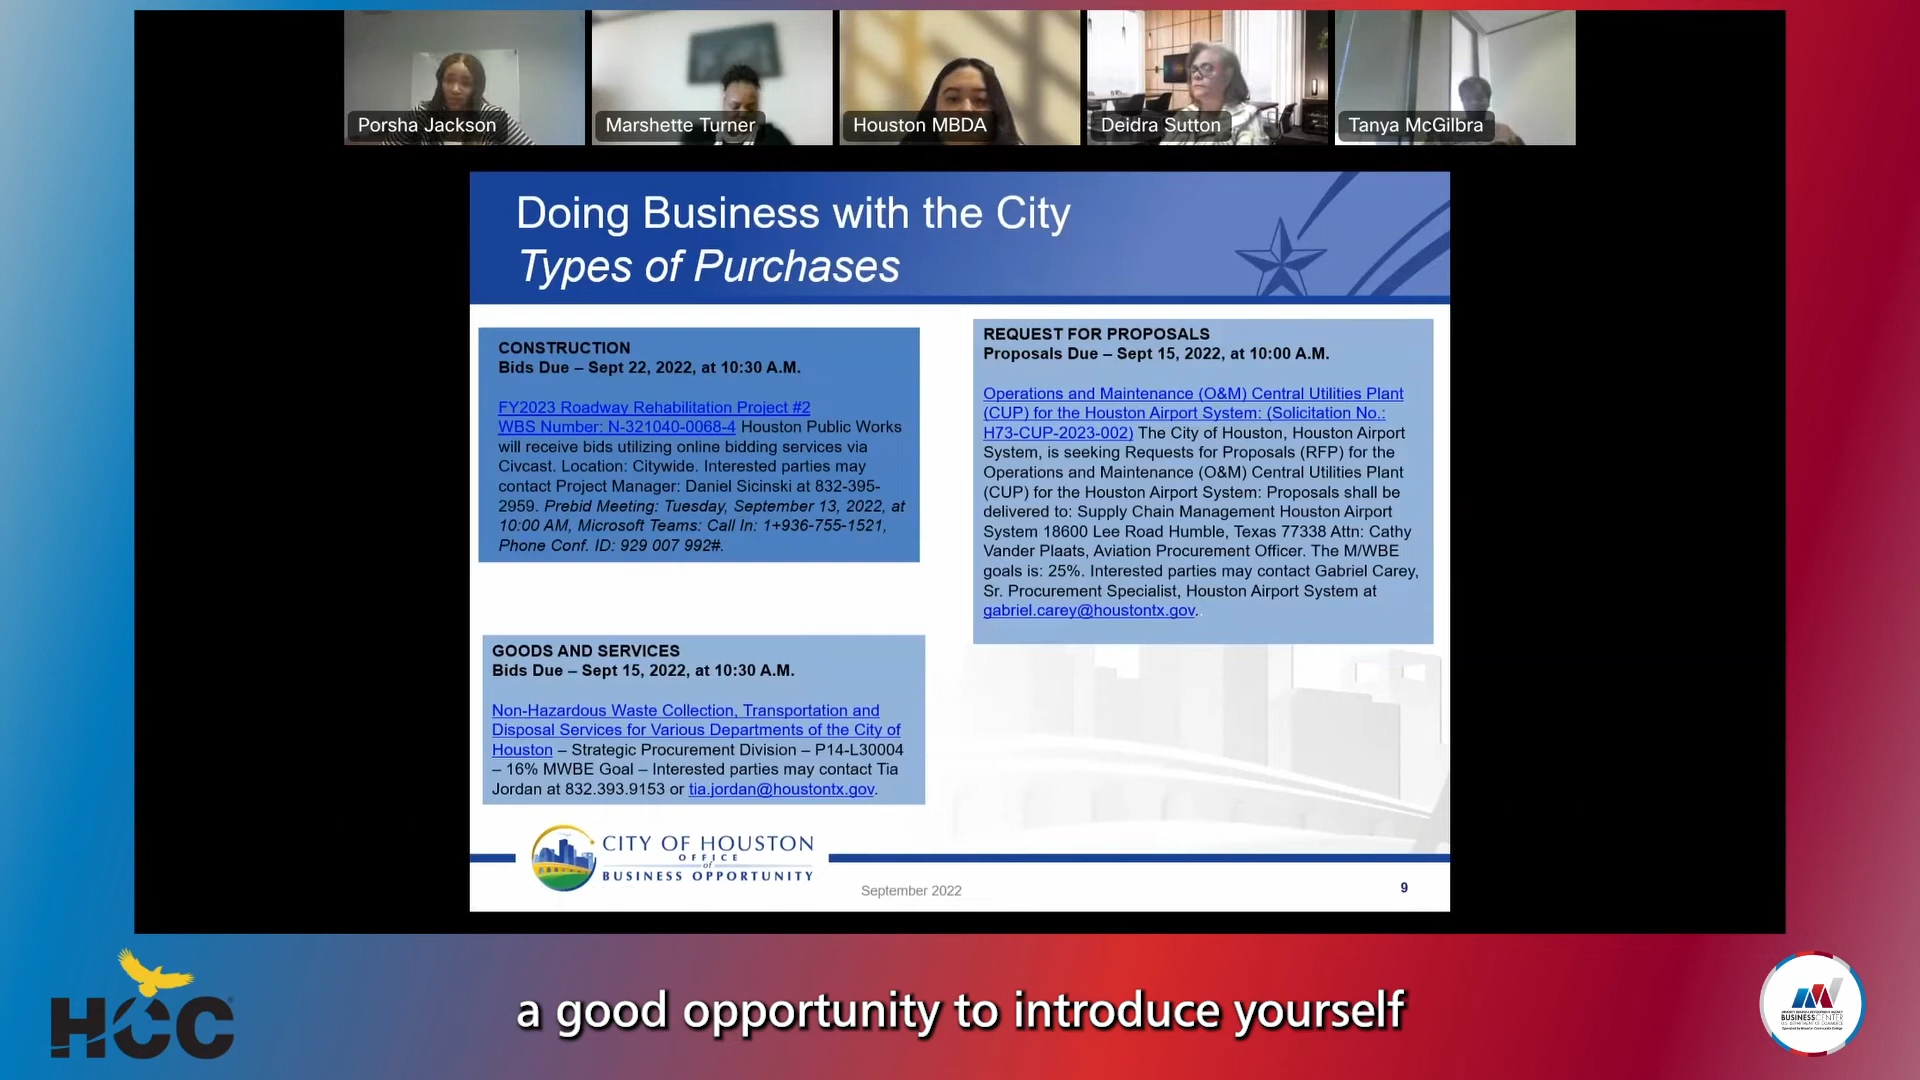 Porsha Jackson
Marshette Turner
Houston MBDA
Deidra Sutton
Tanya McGilbra
Doing Business with the City
Types of Purchases
CONSTRUCTION
Bids Due – Sept 22, 2022, at 10:30 A.M.
FY2023 Roadway Rehabilitation Project #2
WBS Number: N-321040-0068-4 Houston Public Works
will receive bids utilizing online bidding services via
Civcast. Location: Citywide. Interested parties may
contact Project Manager: Daniel Sicinski at 832-395-
2959. Prebid Meeting: Tuesday, September 13, 2022, at
10:00 AM, Microsoft Teams: Call In: 1+936-755-1521,
Phone Conf. ID: 929 007 992#.
GOODS AND SERVICES
Bids Due – Sept 15, 2022, at 10:30 A.M.
Non-Hazardous Waste Collection, Transportation and
Disposal Services for Various Departments of the City of
Houston – Strategic Procurement Division – P14-L30004
– 16% MWBE Goal – Interested parties may contact Tia
Jordan at 832.393.9153 or tia.jordan@houstontx.gov.
REQUEST FOR PROPOSALS
Proposals Due – Sept 15, 2022, at 10:00 A.M.
Operations and Maintenance (O&M) Central Utilities Plant
(CUP) for the Houston Airport System: (Solicitation No.:
H73-CUP-2023-002) The City of Houston, Houston Airport
System, is seeking Requests for Proposals (RFP) for the
Operations and Maintenance (O&M) Central Utilities Plant
(CUP) for the Houston Airport System: Proposals shall be
delivered to: Supply Chain Management Houston Airport
System 18600 Lee Road Humble, Texas 77338 Attn: Cathy
Vander Plaats, Aviation Procurement Officer. The M/WBE
goals is: 25%. Interested parties may contact Gabriel Carey,
Sr. Procurement Specialist, Houston Airport System at
gabriel.carey@houstontx.gov.
CITY OF HOUSTON
OFFICE
of
BUSINESS OPPORTUNITY
September 2022
9
HCC
a good opportunity to introduce yourself
BUSINESS CENTER